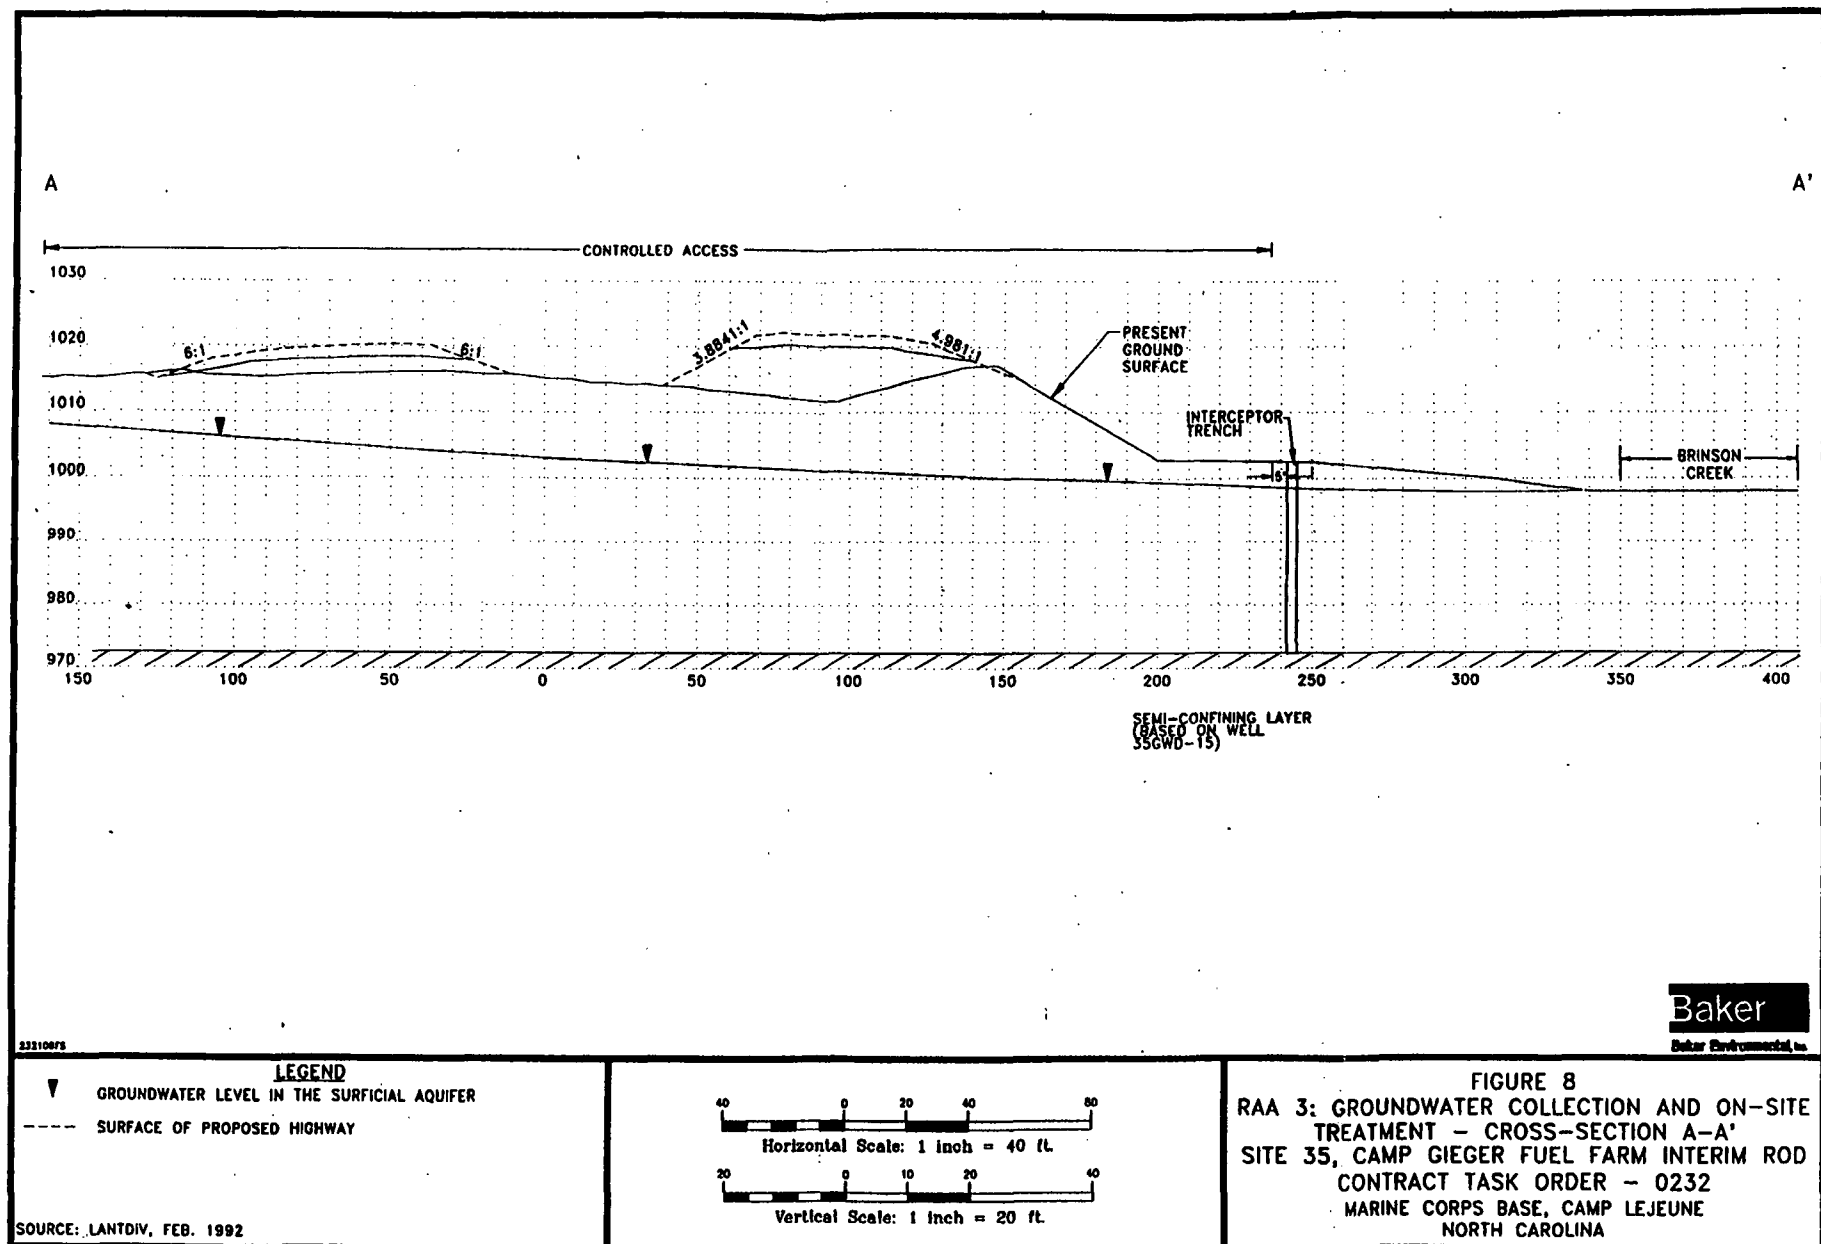 A
A'
CONTROLLED ACCESS
1030
1020
1010
1000
990
980
970
6:1
6:1
3.8841:1
4.981:1
PRESENT
GROUND
SURFACE
INTERCEPTOR
TRENCH
5'
BRINSON
CREEK
150
100
50
0
50
100
150
200
250
300
350
400
SEMI-CONFINING LAYER
(BASED ON WELL
35GWD-15)
Baker
Baker Environmental, Inc.
LEGEND
GROUNDWATER LEVEL IN THE SURFICIAL AQUIFER
SURFACE OF PROPOSED HIGHWAY
SOURCE: LANTDIV, FEB. 1992
40 0 20 40 80
Horizontal Scale: 1 inch = 40 ft.
20 0 10 20 40
Vertical Scale: 1 inch = 20 ft.
FIGURE 8
RAA 3: GROUNDWATER COLLECTION AND ON-SITE
TREATMENT - CROSS-SECTION A-A'
SITE 35, CAMP GIEGER FUEL FARM INTERIM ROD
CONTRACT TASK ORDER - 0232
MARINE CORPS BASE, CAMP LEJEUNE
NORTH CAROLINA